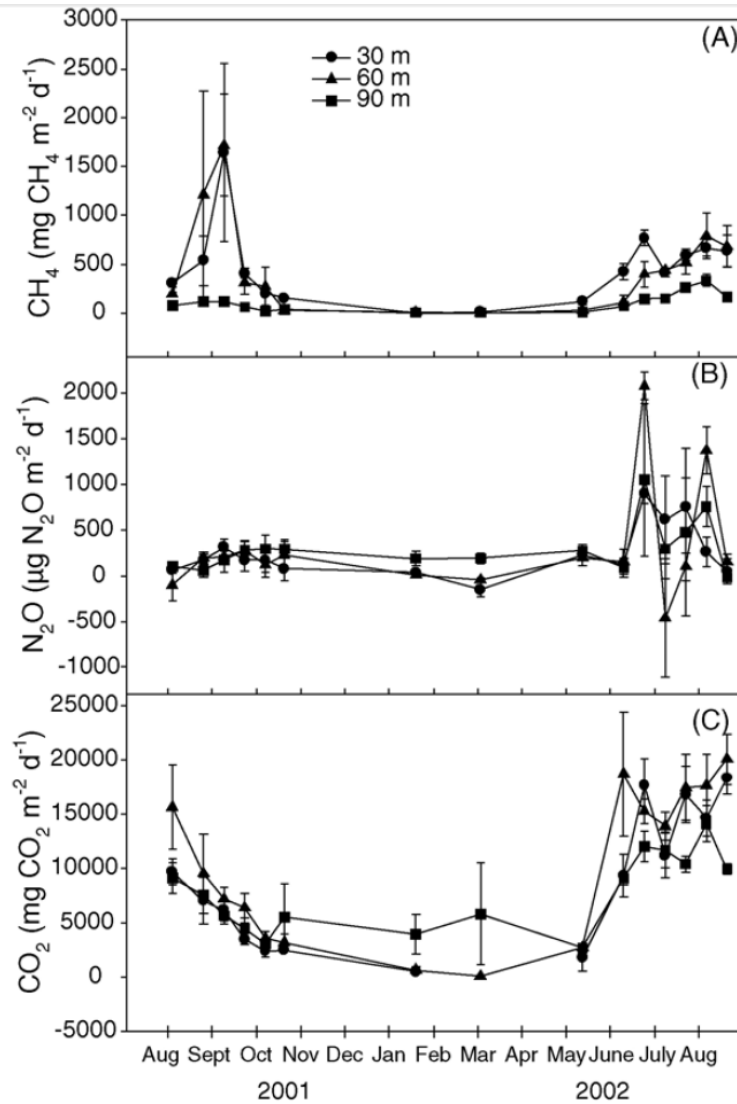 (A)
30 m
60 m
90 m
3000
2500
2000
1500
1000
500
0
CH₄ (mg CH₄ m⁻² d⁻¹)
(B)
2000
1500
1000
500
0
-500
-1000
N₂O (µg N₂O m⁻² d⁻¹)
(C)
25000
20000
15000
10000
5000
0
-5000
CO₂ (mg CO₂ m⁻² d⁻¹)
Aug Sept Oct Nov Dec Jan Feb Mar Apr May June July Aug
2001 2002